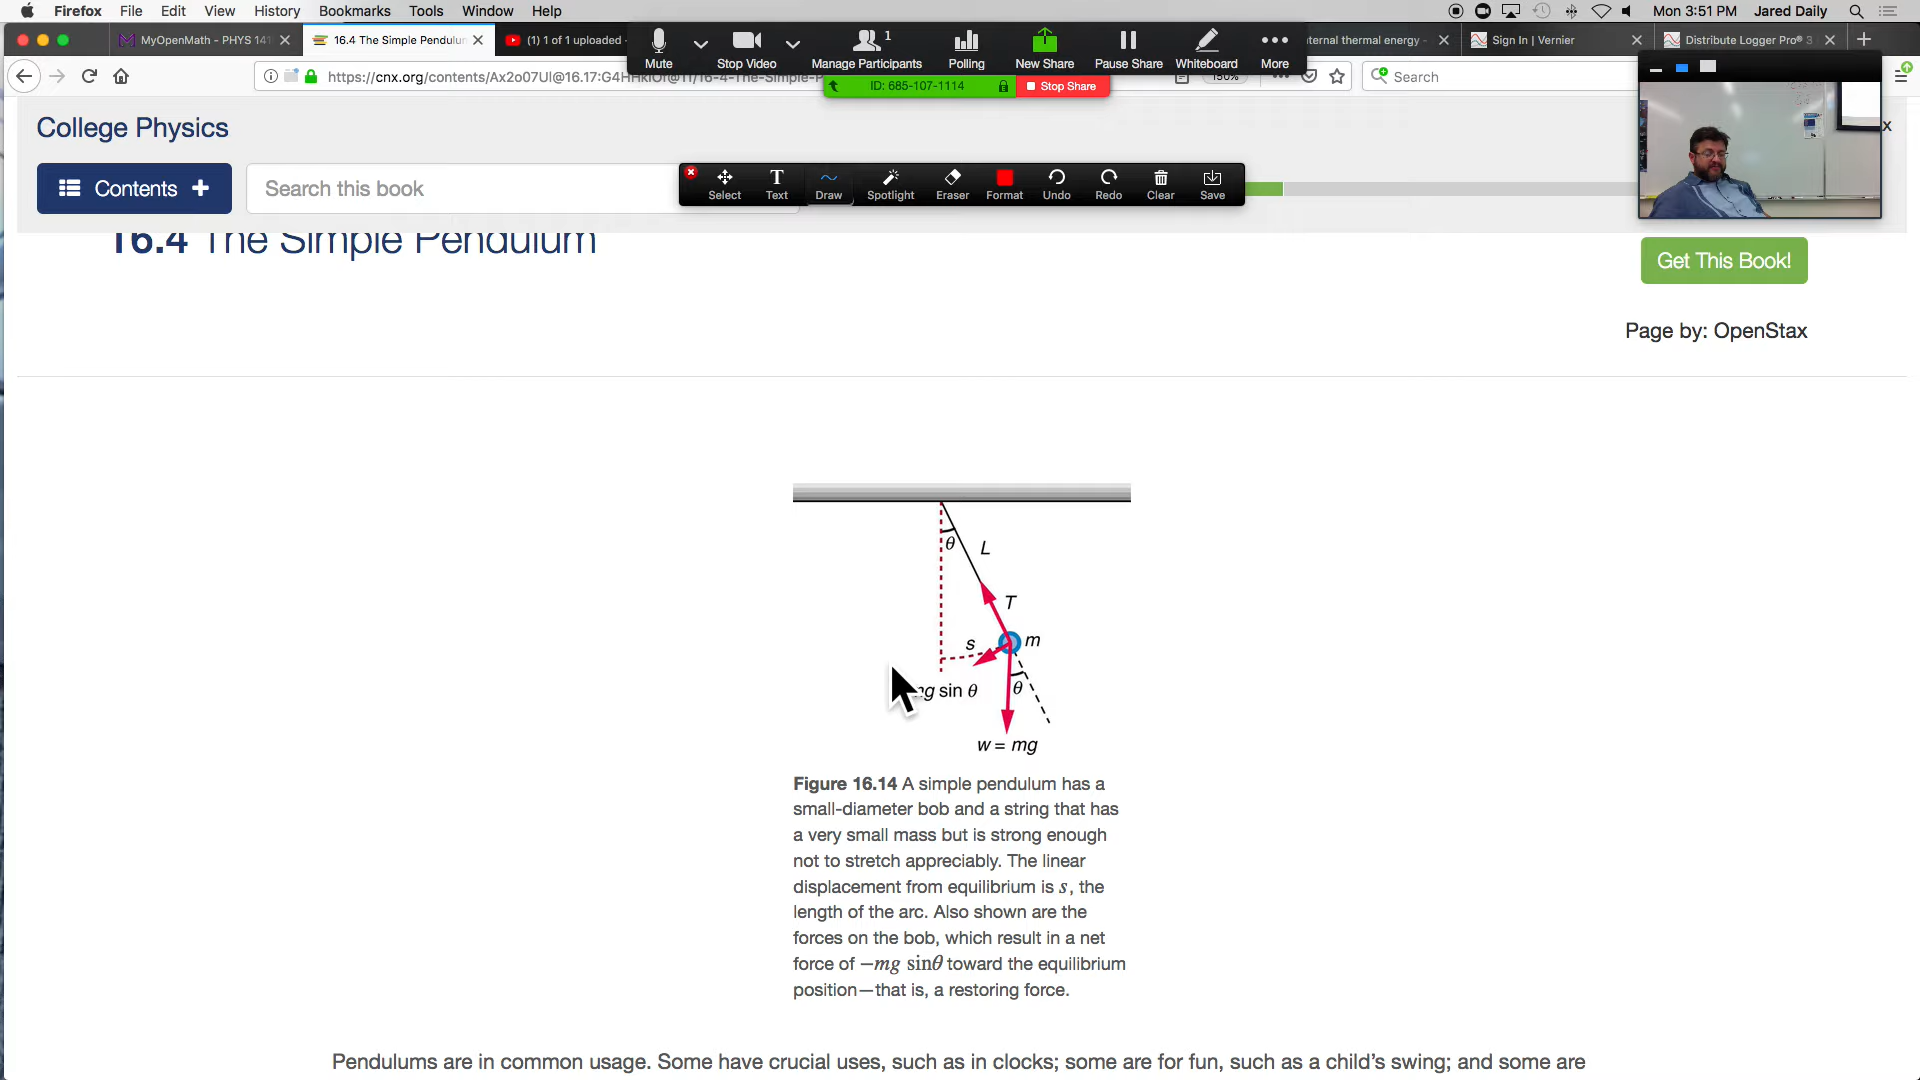 Firefox File Edit View History Bookmarks Tools Window Help Mon 3:51 PM Jared Daily
MyOpenMath - PHYS 141 16.4 The Simple Pendulum (1) 1 of 1 uploaded ternal thermal energy - Sign In | Vernier Distribute Logger Pro® 3
Mute Stop Video Manage Participants 1 Polling New Share Pause Share Whiteboard More
https://cnx.org/contents/ 150% Search
ID: 685-107-1114 Stop Share
College Physics
Contents + Search this book
Select Text Draw Spotlight Eraser Format Undo Redo Clear Save
16.4 The Simple Pendulum
Get This Book!
Page by: OpenStax
θ L
T
s m
mg sin θ θ
w = mg
Figure 16.14 A simple pendulum has a
small-diameter bob and a string that has
a very small mass but is strong enough
not to stretch appreciably. The linear
displacement from equilibrium is s, the
length of the arc. Also shown are the
forces on the bob, which result in a net
force of −mg sinθ toward the equilibrium
position—that is, a restoring force.
Pendulums are in common usage. Some have crucial uses, such as in clocks; some are for fun, such as a child's swing; and some are